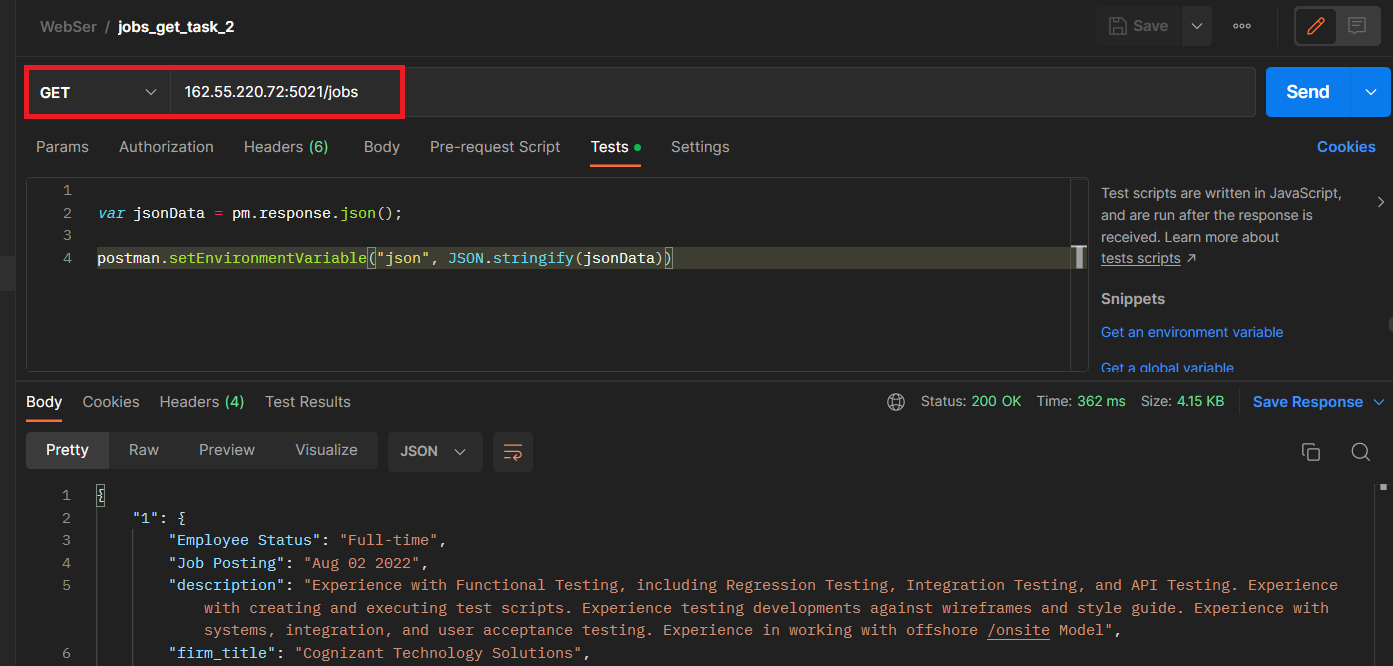 WebSer / jobs_get_task_2
Save
GET 162.55.220.72:5021/jobs
Send
Params Authorization Headers (6) Body Pre-request Script Tests Settings
Cookies
1
2 var jsonData = pm.response.json();
3
4 postman.setEnvironmentVariable("json", JSON.stringify(jsonData))
Test scripts are written in JavaScript,
and are run after the response is
received. Learn more about
tests scripts ↗
Snippets
Get an environment variable
Get a global variable
Body Cookies Headers (4) Test Results
Status: 200 OK Time: 362 ms Size: 4.15 KB Save Response
Pretty Raw Preview Visualize JSON
1 {
2 "1": {
3 "Employee Status": "Full-time",
4 "Job Posting": "Aug 02 2022",
5 "description": "Experience with Functional Testing, including Regression Testing, Integration Testing, and API Testing. Experience
with creating and executing test scripts. Experience testing developments against wireframes and style guide. Experience with
systems, integration, and user acceptance testing. Experience in working with offshore /onsite Model",
6 "firm_title": "Cognizant Technology Solutions",